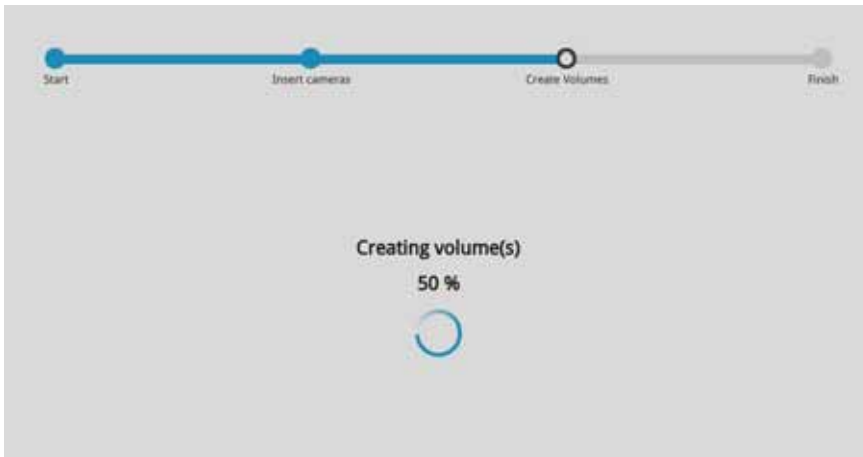 Start
Insert cameras
Create Volumes
Finish
Creating volume(s)
50 %